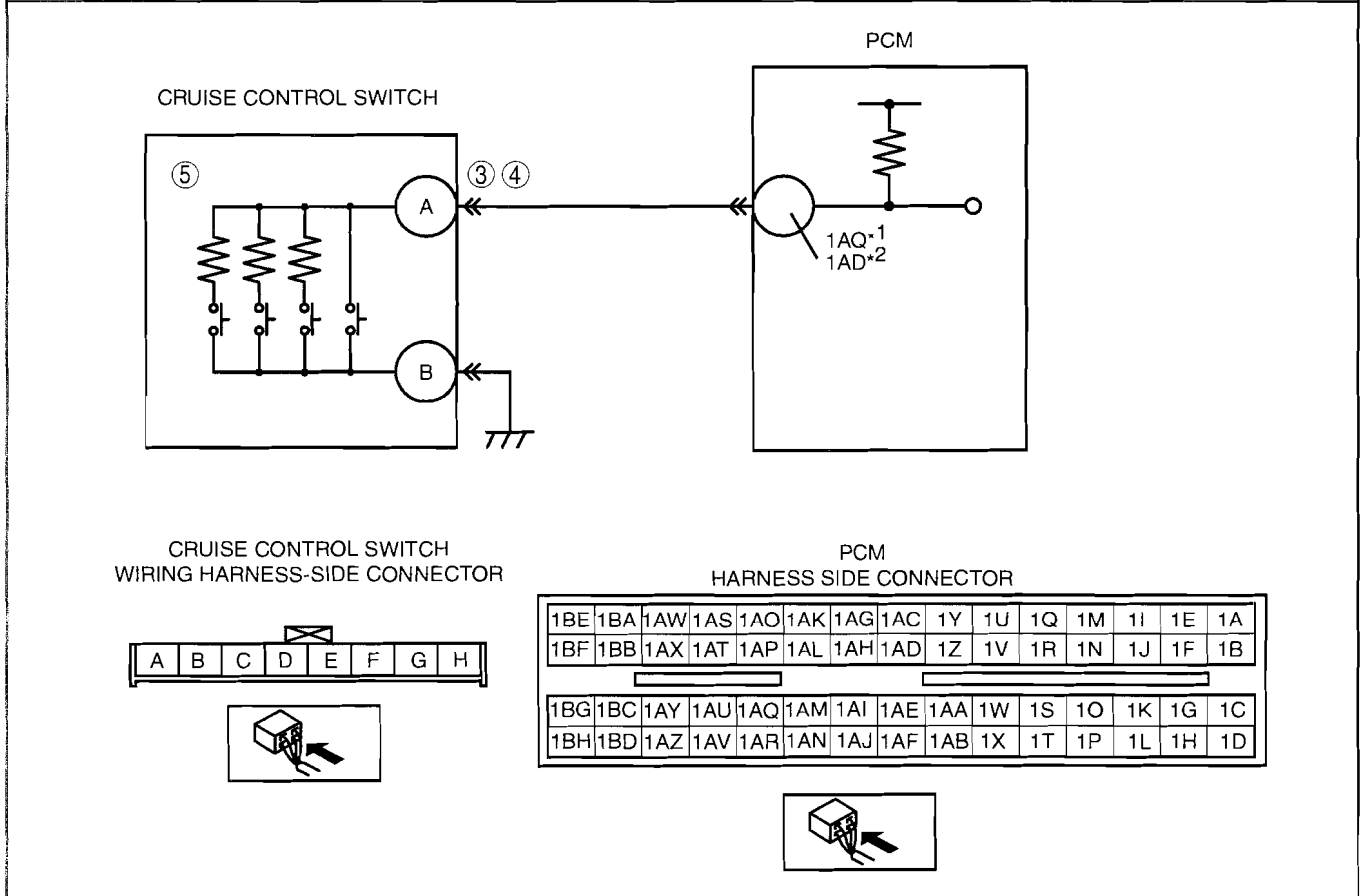 PCM
CRUISE CONTROL SWITCH
⑤
③ ④
A
1AQ*1
1AD*2
B
CRUISE CONTROL SWITCH
WIRING HARNESS-SIDE CONNECTOR
A B C D E F G H
PCM
HARNESS SIDE CONNECTOR
1BE 1BA 1AW 1AS 1AO 1AK 1AG 1AC 1Y 1U 1Q 1M 1I 1E 1A
1BF 1BB 1AX 1AT 1AP 1AL 1AH 1AD 1Z 1V 1R 1N 1J 1F 1B
1BG 1BC 1AY 1AU 1AQ 1AM 1AI 1AE 1AA 1W 1S 1O 1K 1G 1C
1BH 1BD 1AZ 1AV 1AR 1AN 1AJ 1AF 1AB 1X 1T 1P 1L 1H 1D